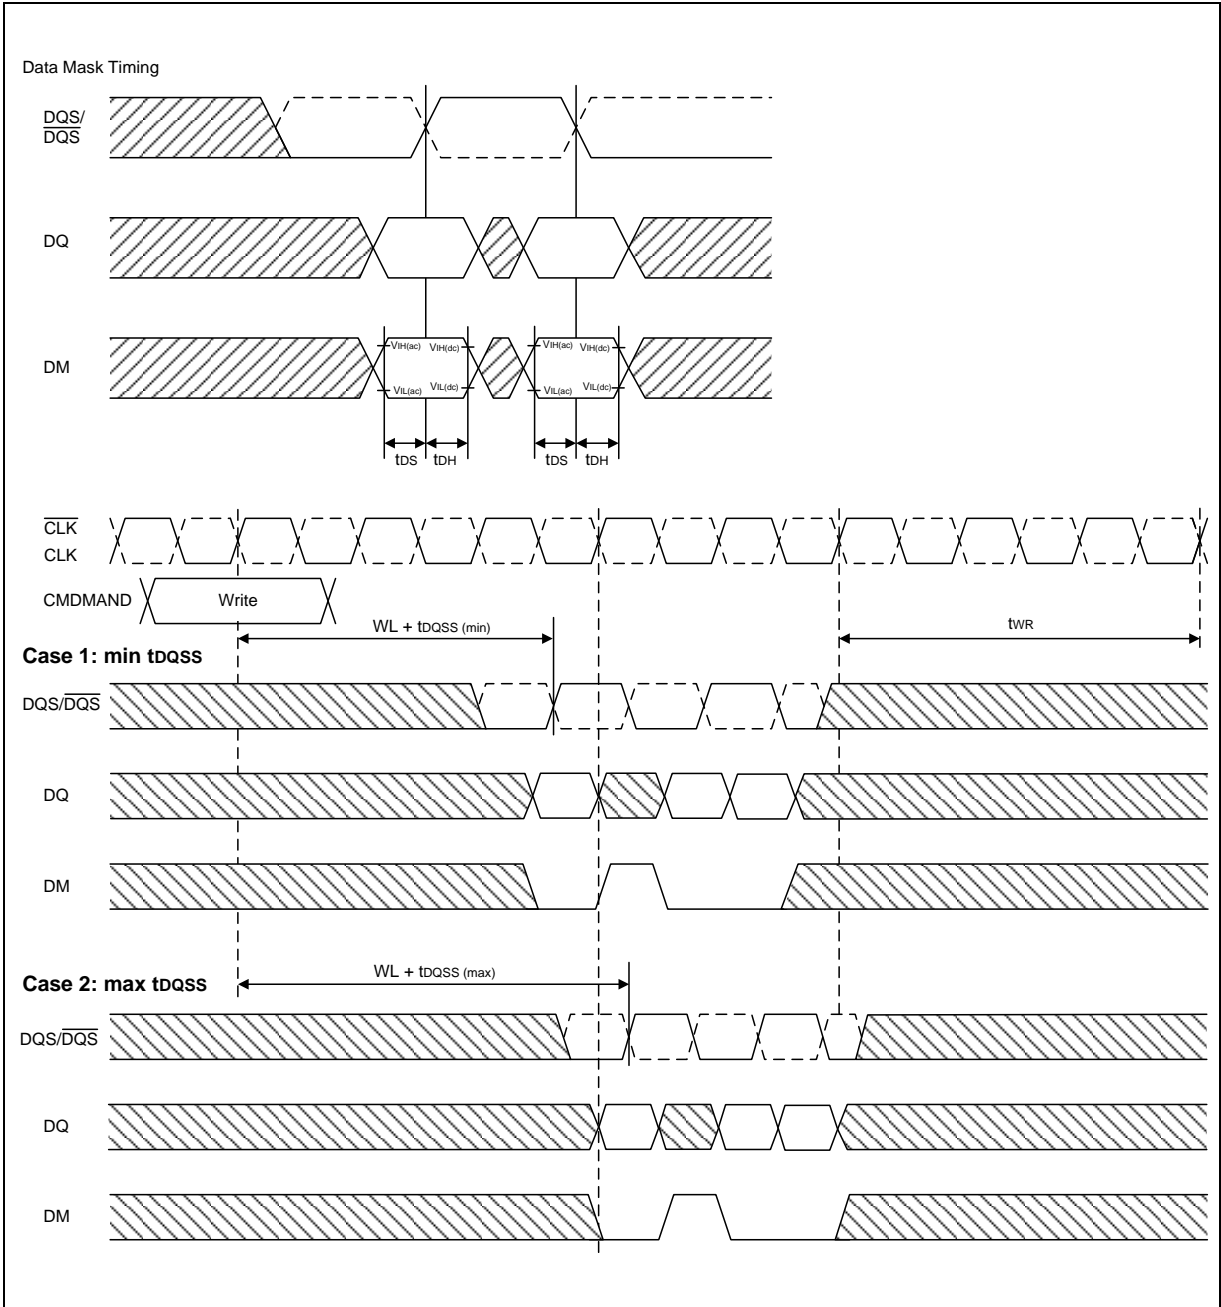 Data Mask Timing
DQS/
DQS
DQ
DM
VIH(ac) VIH(dc) VIH(ac) VIH(dc)
VIL(ac) VIL(dc) VIL(ac) VIL(dc)
tDS tDH tDS tDH
CLK
CLK
CMDMAND Write
WL + tDQSS (min) tWR
Case 1: min tDQSS
DQS/DQS
DQ
DM
WL + tDQSS (max)
Case 2: max tDQSS
DQS/DQS
DQ
DM